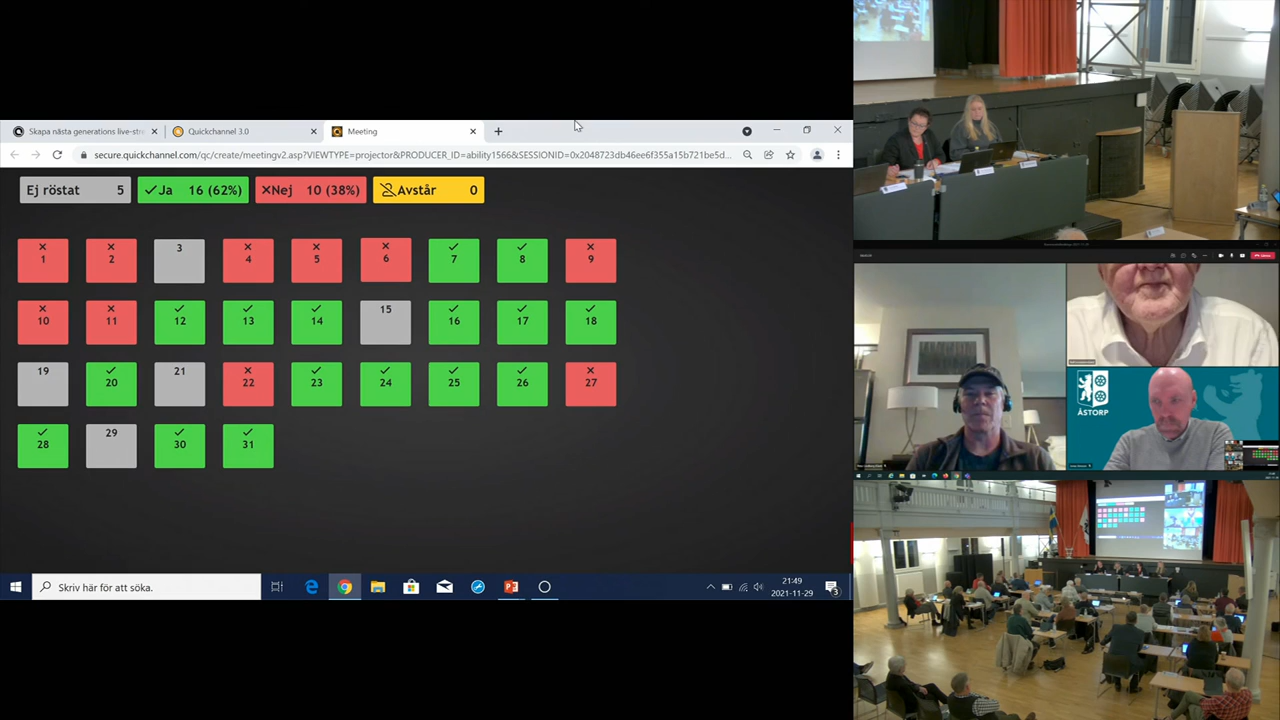 Skapa nästa generations live-stre
Quickchannel 3.0
Meeting
secure.quickchannel.com/qc/create/meetingv2.asp?VIEWTYPE=projector&PRODUCER_ID=ability1566&SESSIONID=0x2048723db46ee6f355a15b721be5d...
Ej röstat 5
Ja 16 (62%)
Nej 10 (38%)
Avstår 0
1 2 3 4 5 6 7 8 9
10 11 12 13 14 15 16 17 18
19 20 21 22 23 24 25 26 27
28 29 30 31
Skriv här för att söka.
21:49
2021-11-29
3
ÅSTORP